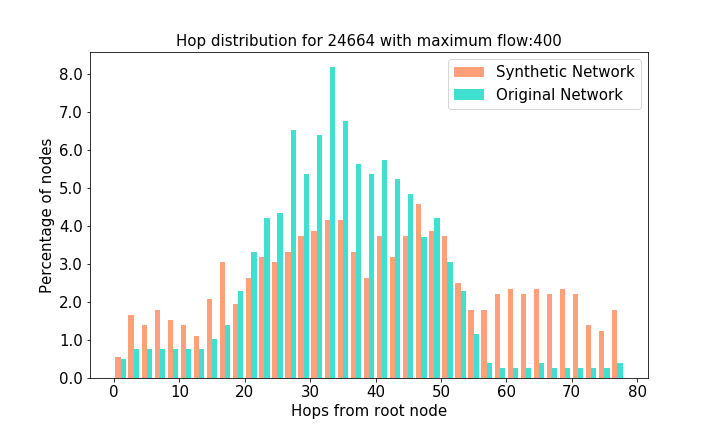 Hop distribution for 24664 with maximum flow:400
Synthetic Network
Original Network
Percentage of nodes
8.0
7.0
6.0
5.0
4.0
3.0
2.0
1.0
0.0
0 10 20 30 40 50 60 70 80
Hops from root node